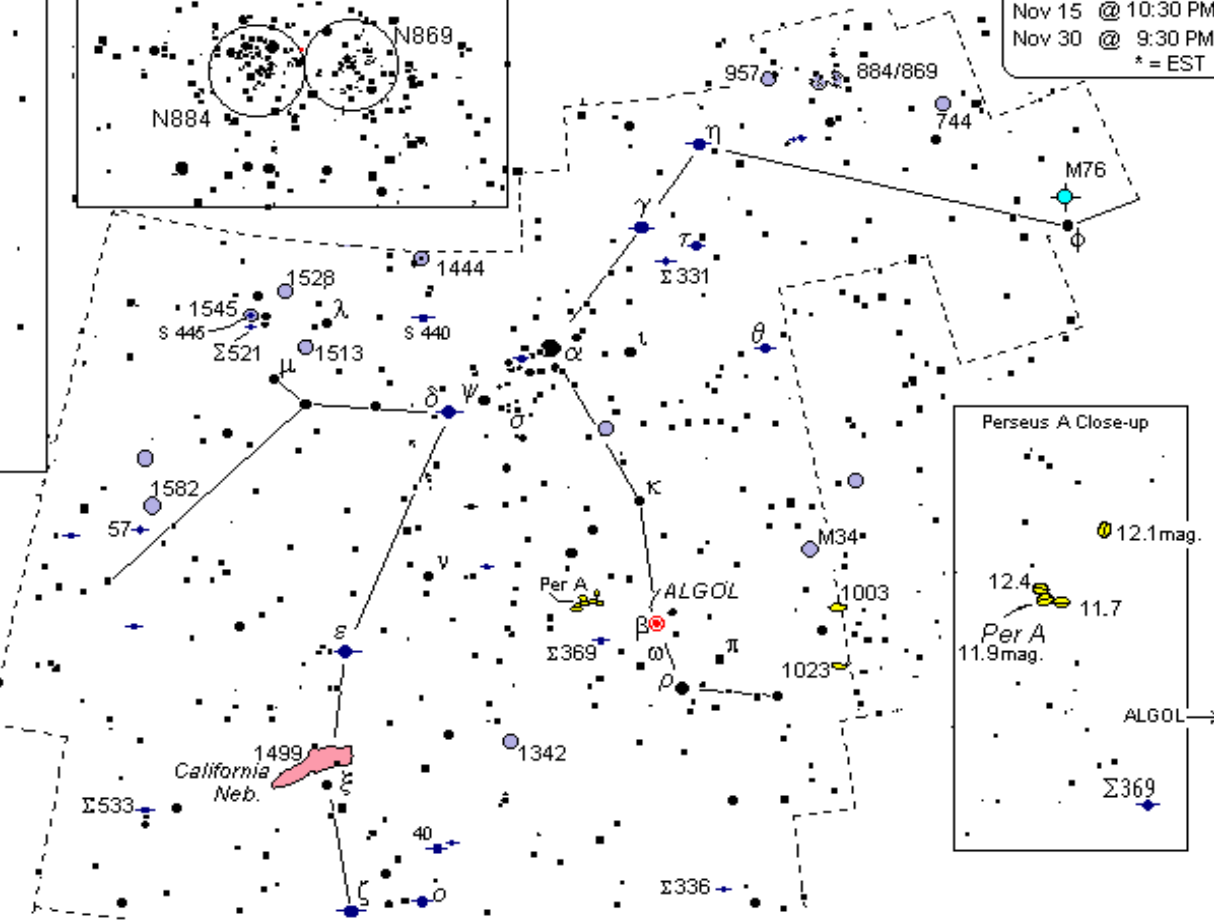 Nov 15 @ 10:30 PM
Nov 30 @ 9:30 PM
* = EST
N869
N884
957
884/869
744
η
M76
γ
τ
ϕ
Σ331
1444
1528
1545
λ
S 445
S 440
Σ521
1513
θ
α
ι
μ
δ
ψ
σ
Perseus A Close-up
κ
1582
57
M34
12.1mag.
ν
Per A
ALGOL
1003
12.4
11.7
β
ε
Σ369
ω
π
Per A
11.9mag.
1023
ρ
ALGOL
1499
1342
California
Neb.
ξ
Σ533
Σ369
40
ζ
ο
Σ336